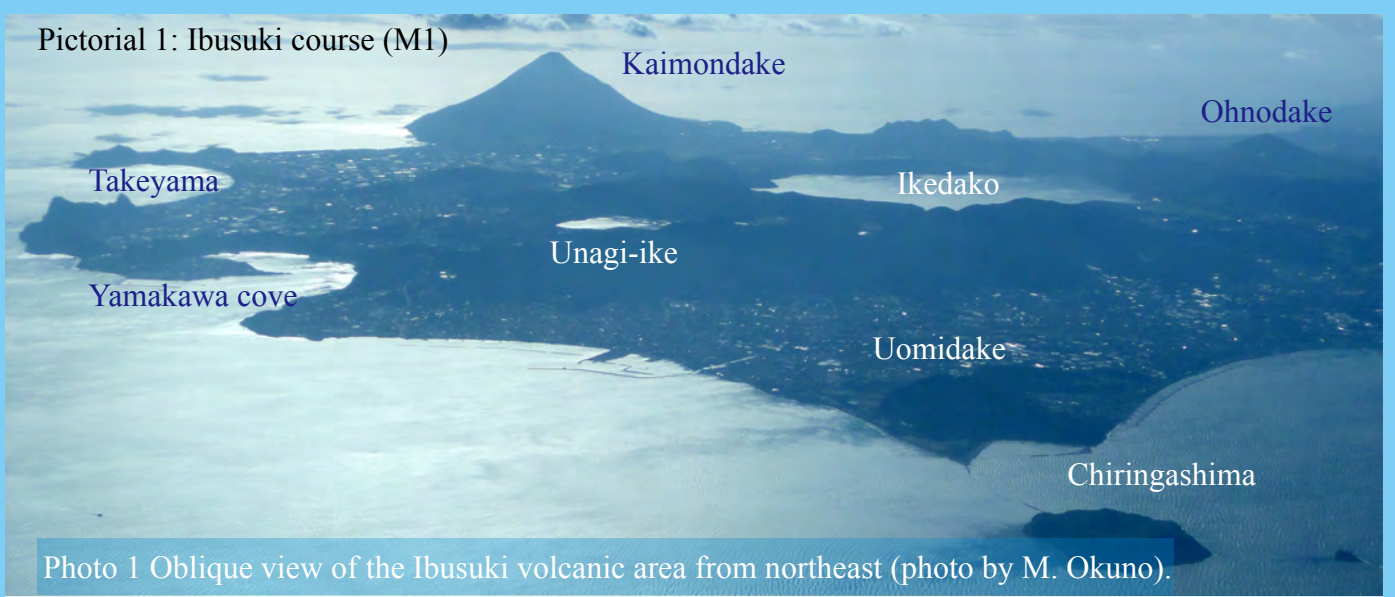 Pictorial 1: Ibusuki course (M1)
Kaimondake
Ohnodake
Takeyama
Ikedako
Unagi-ike
Yamakawa cove
Uomidake
Chiringashima
Photo 1 Oblique view of the Ibusuki volcanic area from northeast (photo by M. Okuno).